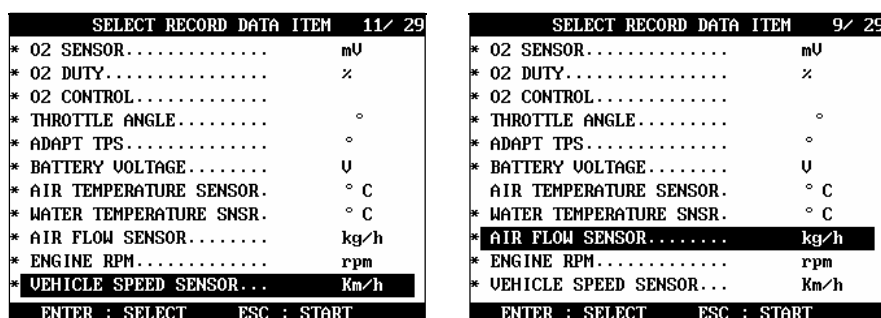 SELECT RECORD DATA ITEM 11/ 29
* O2 SENSOR............... mV
* O2 DUTY................. %
* O2 CONTROL.............
* THROTTLE ANGLE......... °
* ADAPT TPS.............. °
* BATTERY VOLTAGE........ V
* AIR TEMPERATURE SENSOR. ° C
* WATER TEMPERATURE SNSR. ° C
* AIR FLOW SENSOR........ kg/h
* ENGINE RPM............. rpm
* VEHICLE SPEED SENSOR... Km/h
ENTER : SELECT ESC : START
SELECT RECORD DATA ITEM 9/ 29
* O2 SENSOR............... mV
* O2 DUTY................. %
* O2 CONTROL.............
* THROTTLE ANGLE......... °
* ADAPT TPS.............. °
* BATTERY VOLTAGE........ V
AIR TEMPERATURE SENSOR. ° C
* WATER TEMPERATURE SNSR. ° C
* AIR FLOW SENSOR........ kg/h
* ENGINE RPM............. rpm
* VEHICLE SPEED SENSOR... Km/h
ENTER : SELECT ESC : START